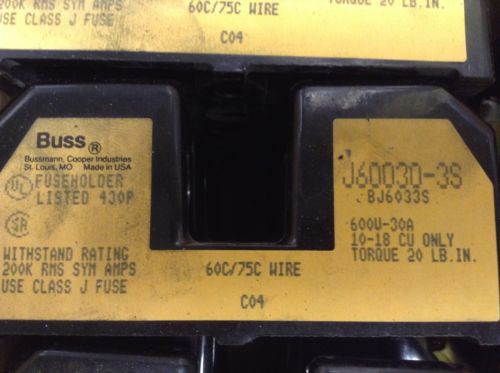 200K RMS SYM AMPS
USE CLASS J FUSE
60C/75C WIRE
TORQUE 20 LB.IN.
C04
Buss®
Bussmann, Cooper Industries
St. Louis, MO. Made in USA
UL FUSEHOLDER
LISTED 430P
SA
WITHSTAND RATING
200K RMS SYM AMPS
USE CLASS J FUSE
60C/75C WIRE
C04
J60030-3S
BJ6033S
600V-30A
10-18 CU ONLY
TORQUE 20 LB.IN.